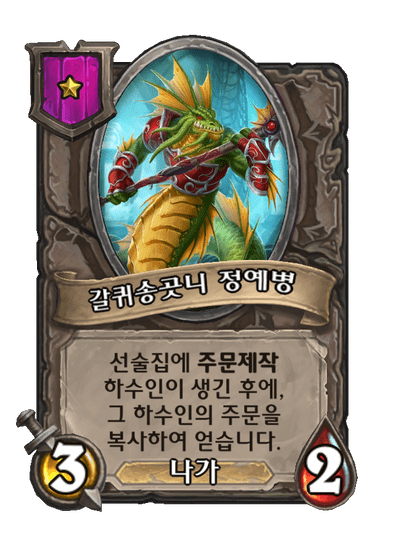 갈퀴송곳니 정예병
선술집에 주문제작
하수인이 생긴 후에,
그 하수인의 주문을
복사하여 얻습니다.
3
나가
2